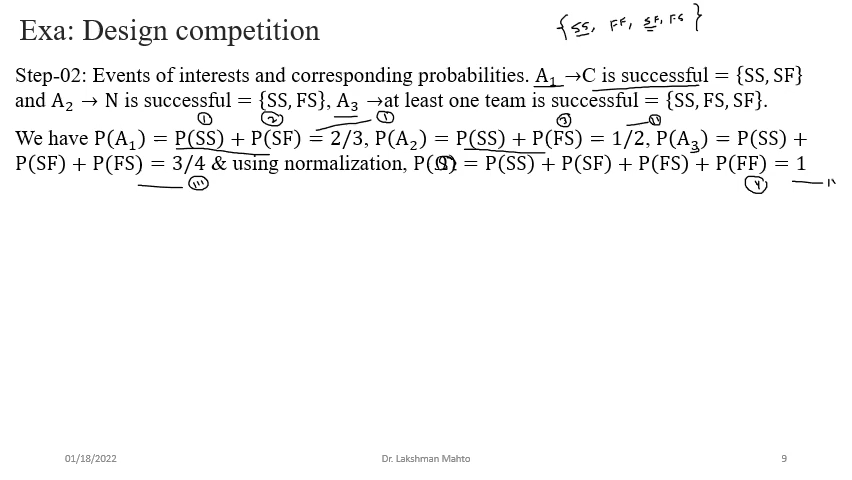 Exa: Design competition
{SS, FF, SF, FS}
Step-02: Events of interests and corresponding probabilities. A₁ →C is successful = {SS, SF}
and A₂ → N is successful = {SS, FS}, A₃ →at least one team is successful = {SS, FS, SF}.
We have P(A₁) = P(SS) + P(SF) = 2/3, P(A₂) = P(SS) + P(FS) = 1/2, P(A₃) = P(SS) +
P(SF) + P(FS) = 3/4 & using normalization, P(Ω) = P(SS) + P(SF) + P(FS) + P(FF) = 1
01/18/2022
Dr. Lakshman Mahto
9